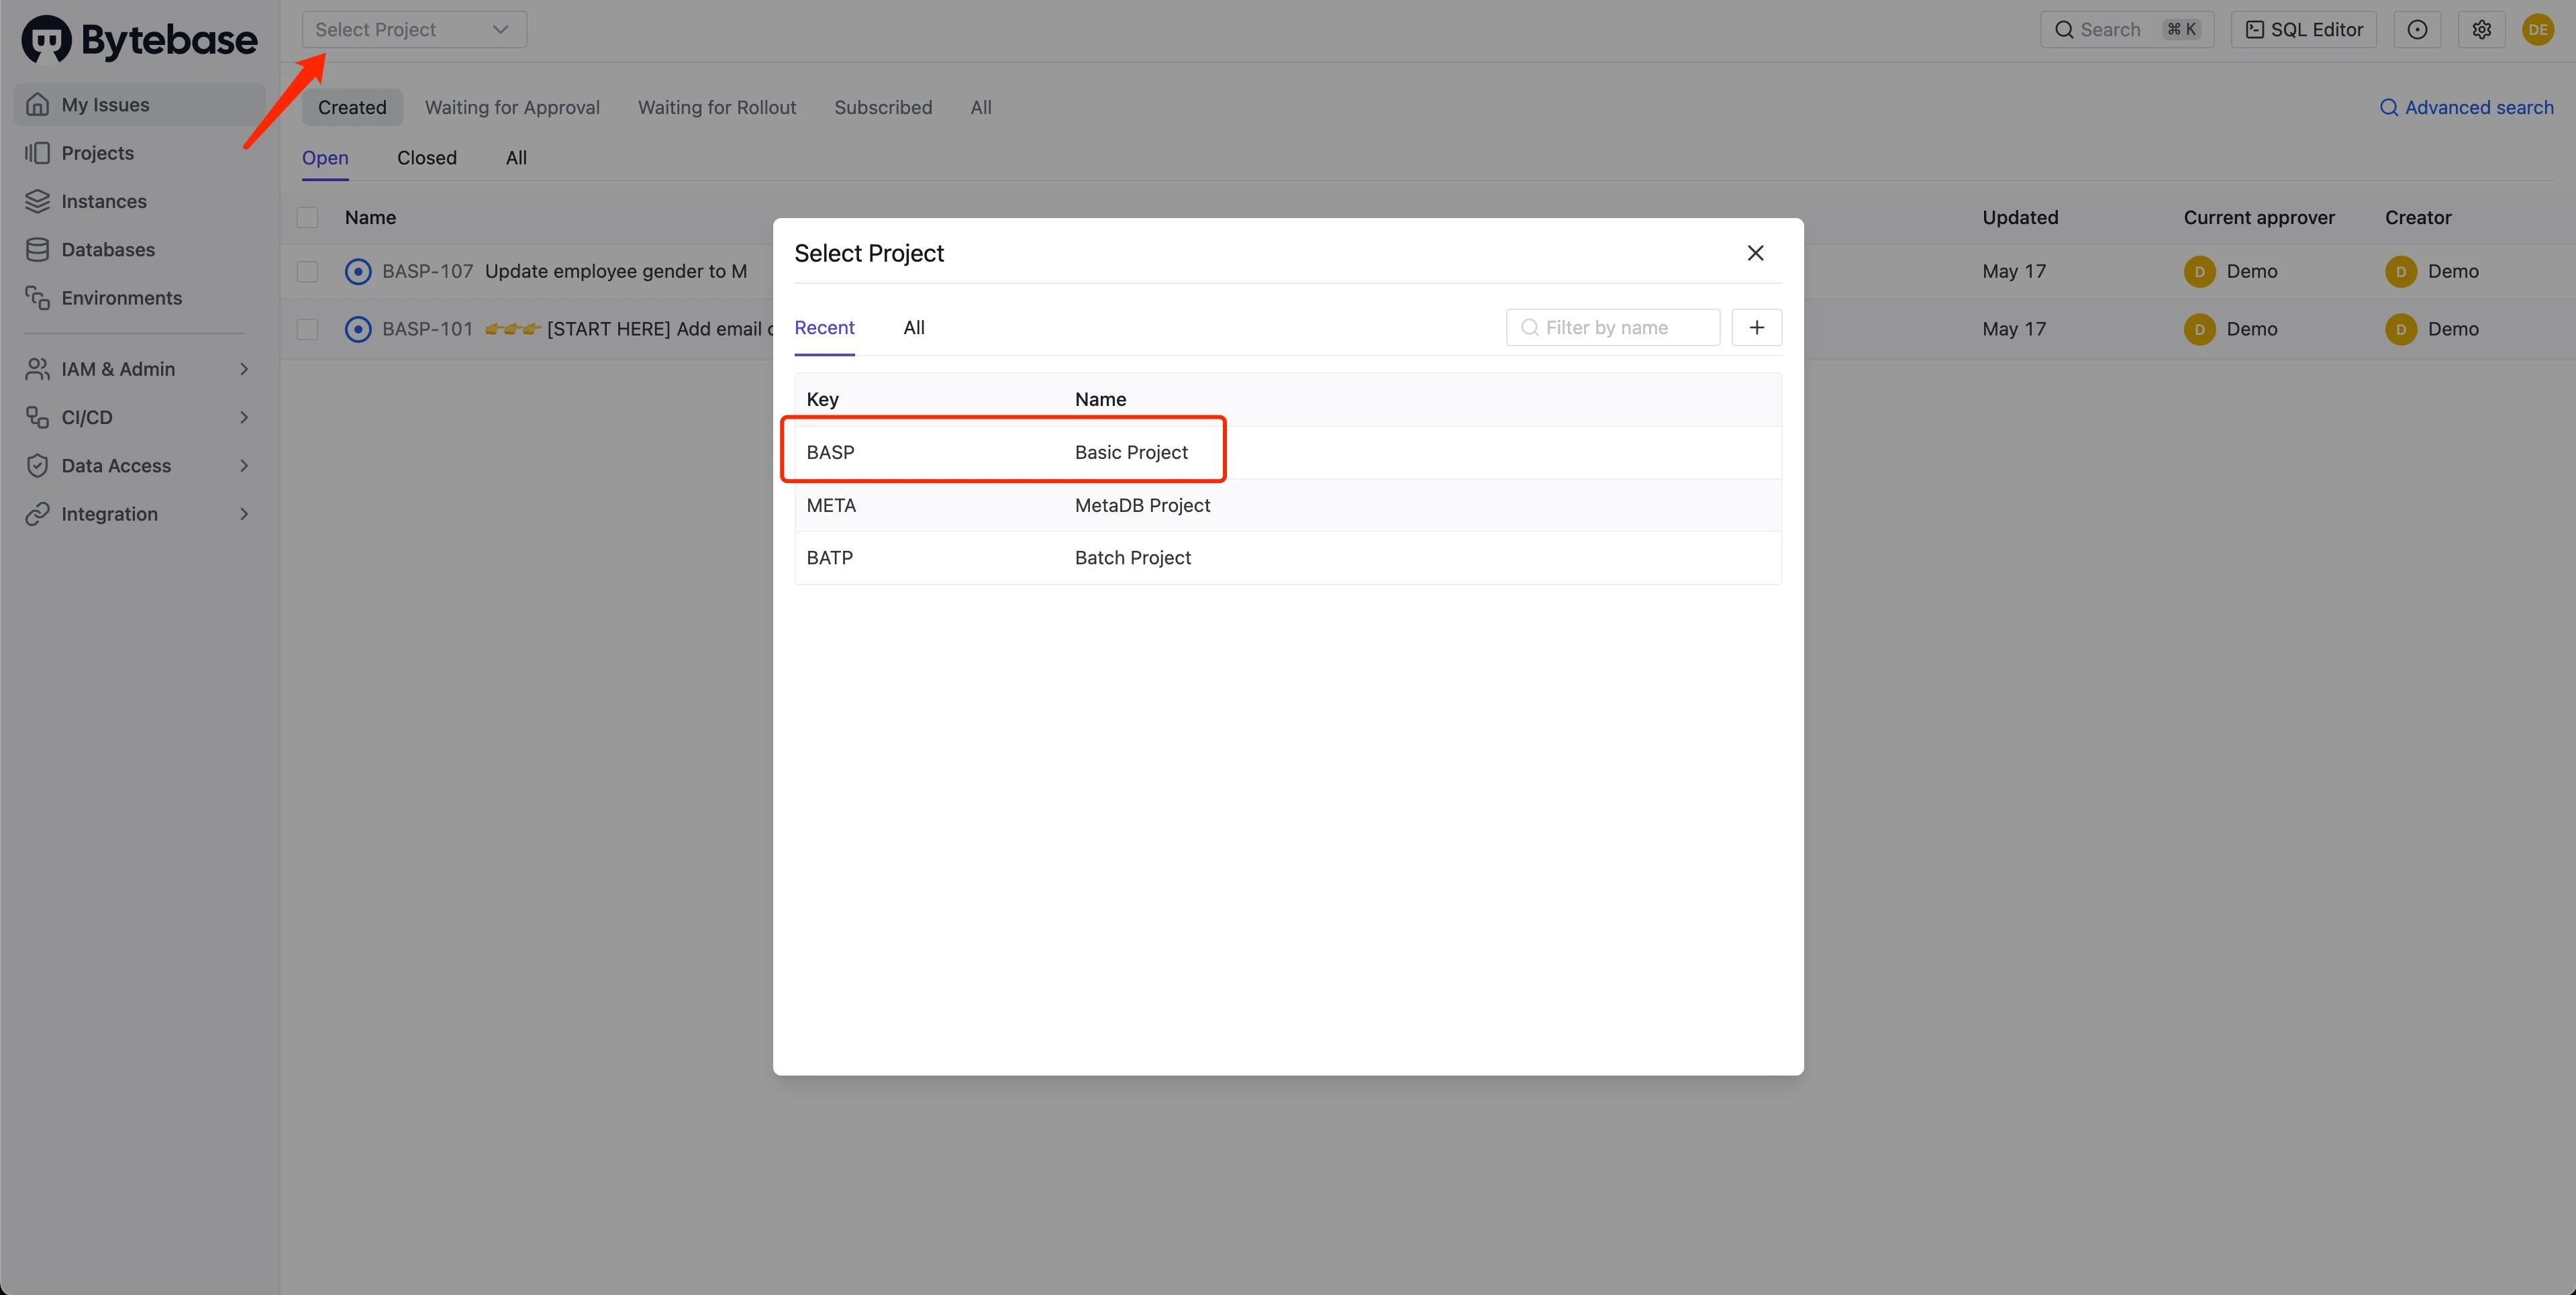 Bytebase
Select Project
Search ⌘ K
SQL Editor
DE
My Issues
Projects
Instances
Databases
Environments
IAM & Admin
CI/CD
Data Access
Integration
Created Waiting for Approval Waiting for Rollout Subscribed All
Advanced search
Open Closed All
Name Updated Current approver Creator
BASP-107 Update employee gender to M May 17 D Demo D Demo
BASP-101 👉👉👉 [START HERE] Add email May 17 D Demo D Demo
Select Project
Recent All
Filter by name
Key Name
BASP Basic Project
META MetaDB Project
BATP Batch Project